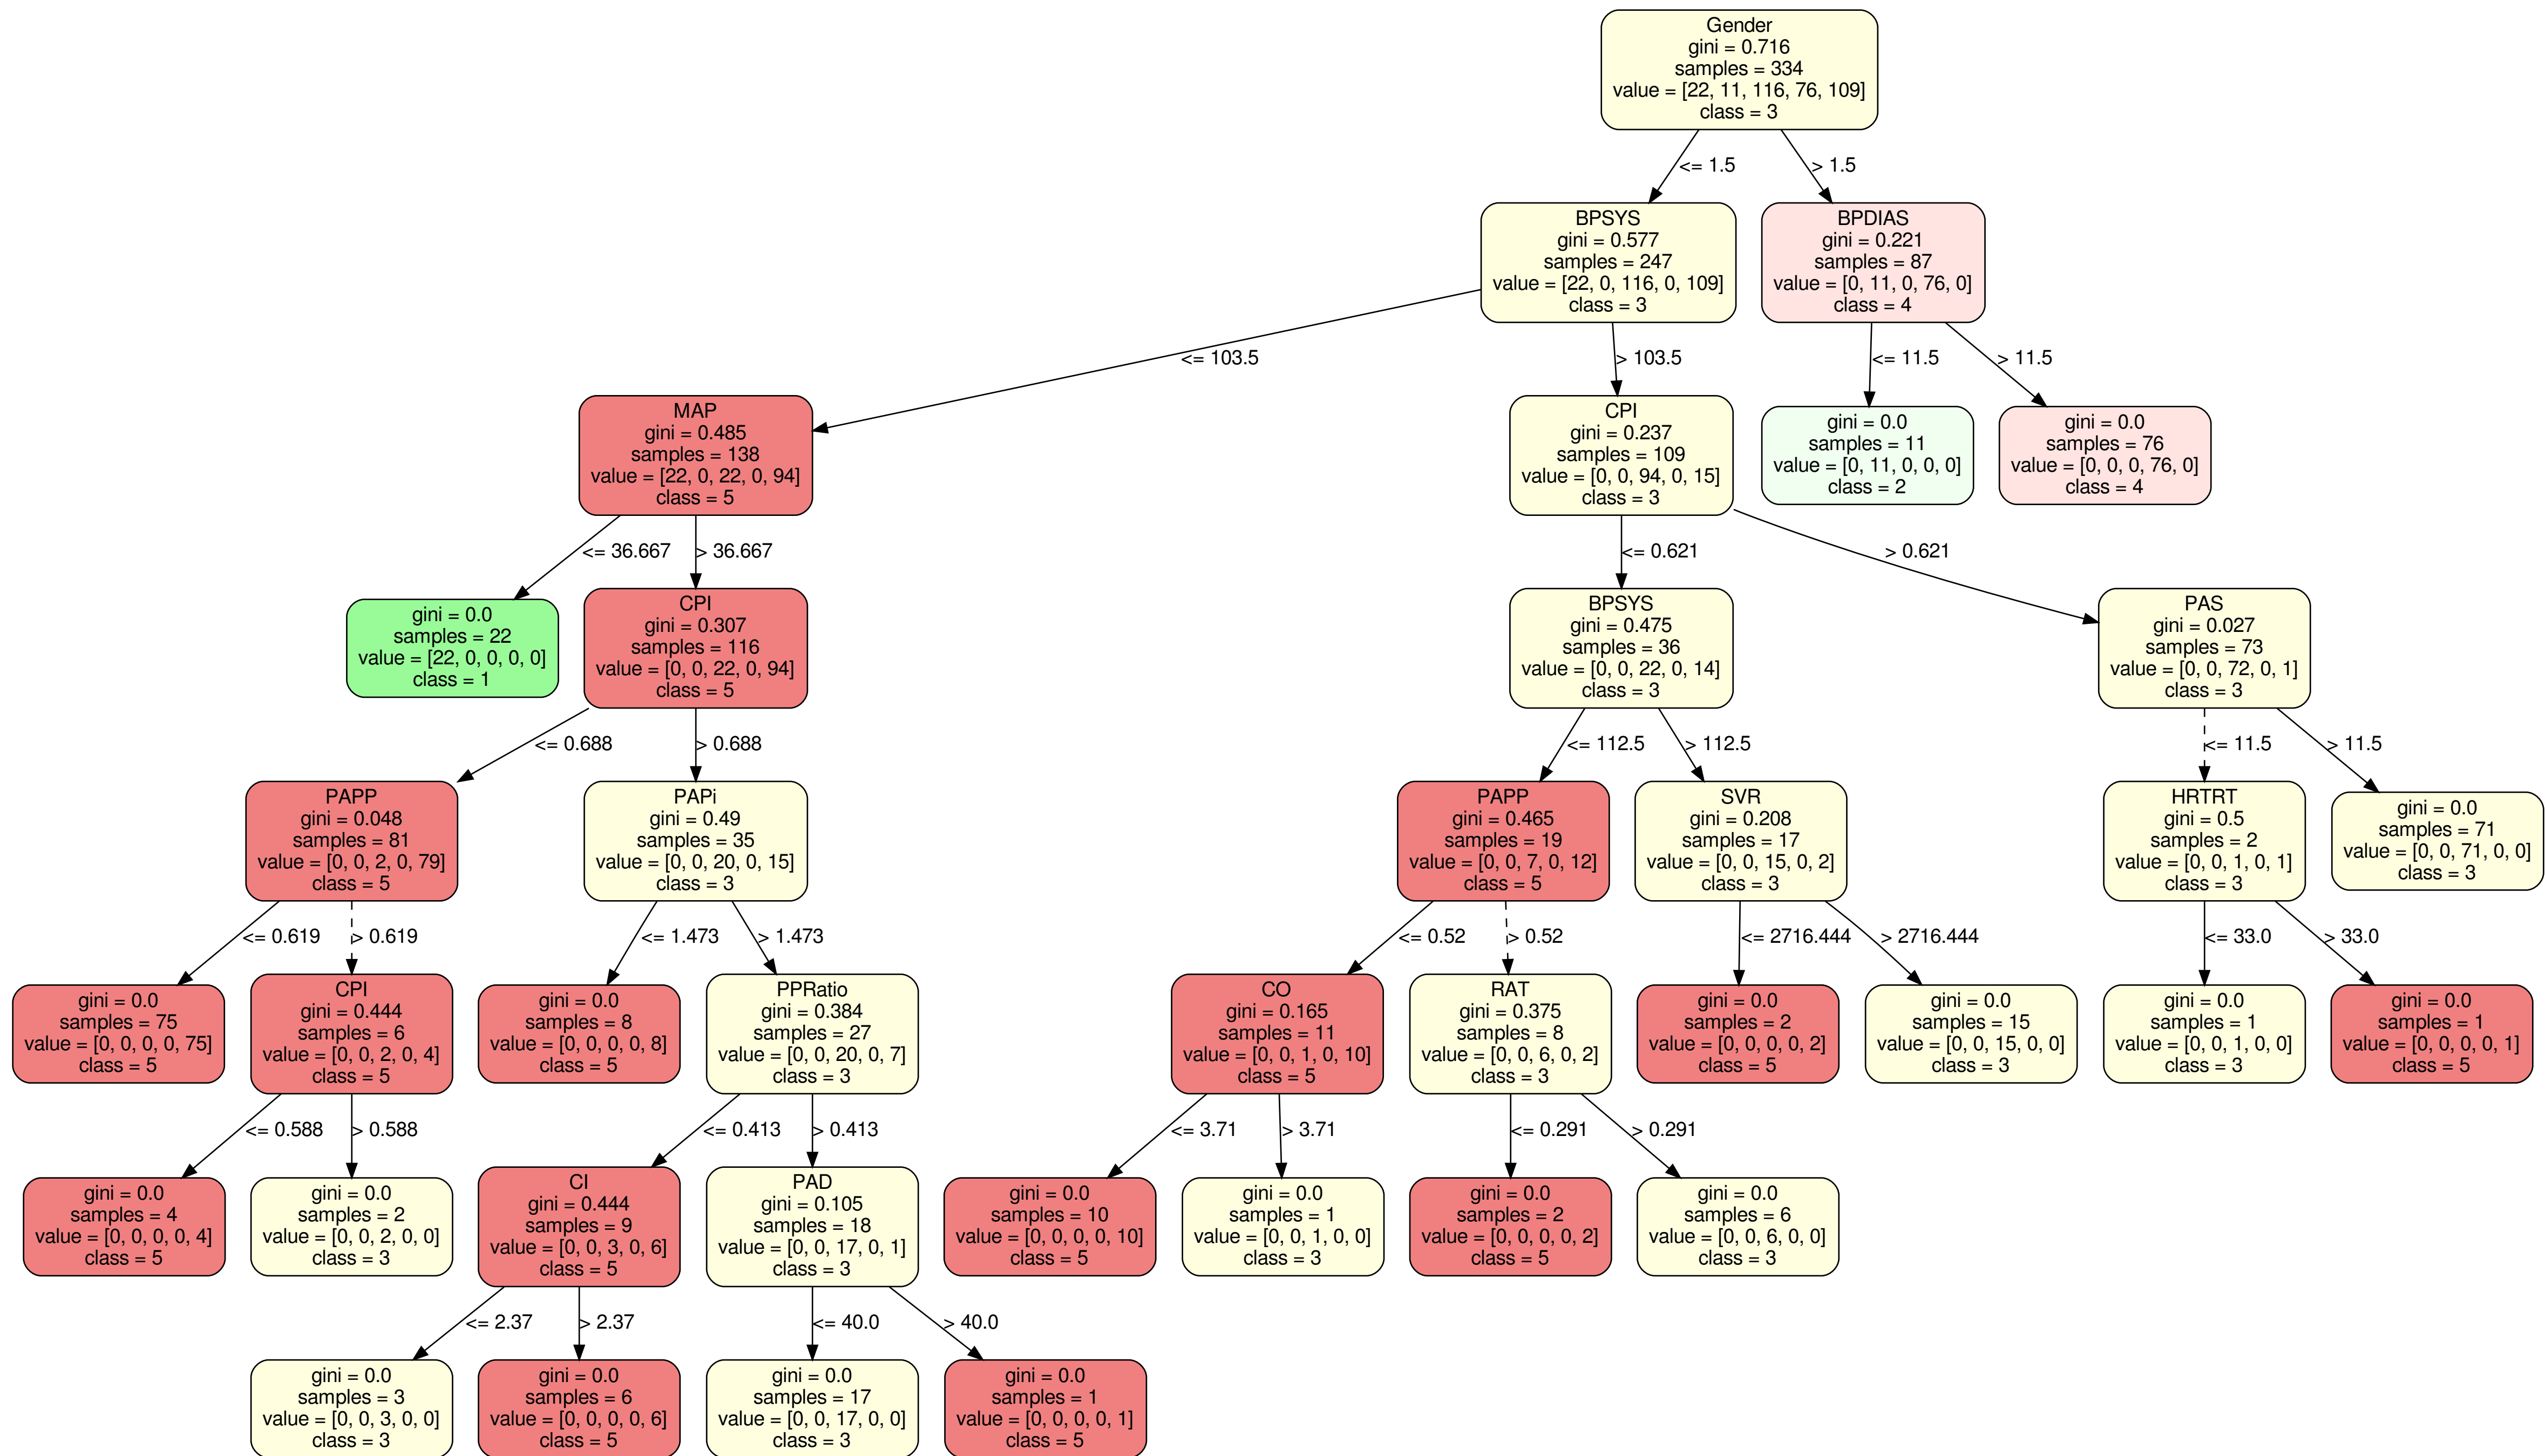 Gender
gini = 0.716
samples = 334
value = [22, 11, 116, 76, 109]
class = 3
<= 1.5
> 1.5
BPSYS
gini = 0.577
samples = 247
value = [22, 0, 116, 0, 109]
class = 3
BPDIAS
gini = 0.221
samples = 87
value = [0, 11, 0, 76, 0]
class = 4
<= 103.5
> 103.5
<= 11.5
> 11.5
MAP
gini = 0.485
samples = 138
value = [22, 0, 22, 0, 94]
class = 5
CPI
gini = 0.237
samples = 109
value = [0, 0, 94, 0, 15]
class = 3
gini = 0.0
samples = 11
value = [0, 11, 0, 0, 0]
class = 2
gini = 0.0
samples = 76
value = [0, 0, 0, 76, 0]
class = 4
<= 36.667
> 36.667
<= 0.621
> 0.621
gini = 0.0
samples = 22
value = [22, 0, 0, 0, 0]
class = 1
CPI
gini = 0.307
samples = 116
value = [0, 0, 22, 0, 94]
class = 5
BPSYS
gini = 0.475
samples = 36
value = [0, 0, 22, 0, 14]
class = 3
PAS
gini = 0.027
samples = 73
value = [0, 0, 72, 0, 1]
class = 3
<= 0.688
> 0.688
<= 112.5
> 112.5
<= 11.5
> 11.5
PAPP
gini = 0.048
samples = 81
value = [0, 0, 2, 0, 79]
class = 5
PAPi
gini = 0.49
samples = 35
value = [0, 0, 20, 0, 15]
class = 3
PAPP
gini = 0.465
samples = 19
value = [0, 0, 7, 0, 12]
class = 5
SVR
gini = 0.208
samples = 17
value = [0, 0, 15, 0, 2]
class = 3
HRTRT
gini = 0.5
samples = 2
value = [0, 0, 1, 0, 1]
class = 3
gini = 0.0
samples = 71
value = [0, 0, 71, 0, 0]
class = 3
<= 0.619
> 0.619
<= 1.473
> 1.473
<= 0.52
> 0.52
<= 2716.444
> 2716.444
<= 33.0
> 33.0
gini = 0.0
samples = 75
value = [0, 0, 0, 0, 75]
class = 5
CPI
gini = 0.444
samples = 6
value = [0, 0, 2, 0, 4]
class = 5
gini = 0.0
samples = 8
value = [0, 0, 0, 0, 8]
class = 5
PPRatio
gini = 0.384
samples = 27
value = [0, 0, 20, 0, 7]
class = 3
CO
gini = 0.165
samples = 11
value = [0, 0, 1, 0, 10]
class = 5
RAT
gini = 0.375
samples = 8
value = [0, 0, 6, 0, 2]
class = 3
gini = 0.0
samples = 2
value = [0, 0, 0, 0, 2]
class = 5
gini = 0.0
samples = 15
value = [0, 0, 15, 0, 0]
class = 3
gini = 0.0
samples = 1
value = [0, 0, 1, 0, 0]
class = 3
gini = 0.0
samples = 1
value = [0, 0, 0, 0, 1]
class = 5
<= 0.588
> 0.588
<= 0.413
> 0.413
<= 3.71
> 3.71
<= 0.291
> 0.291
gini = 0.0
samples = 4
value = [0, 0, 0, 0, 4]
class = 5
gini = 0.0
samples = 2
value = [0, 0, 2, 0, 0]
class = 3
CI
gini = 0.444
samples = 9
value = [0, 0, 3, 0, 6]
class = 5
PAD
gini = 0.105
samples = 18
value = [0, 0, 17, 0, 1]
class = 3
gini = 0.0
samples = 10
value = [0, 0, 0, 0, 10]
class = 5
gini = 0.0
samples = 1
value = [0, 0, 1, 0, 0]
class = 3
gini = 0.0
samples = 2
value = [0, 0, 0, 0, 2]
class = 5
gini = 0.0
samples = 6
value = [0, 0, 6, 0, 0]
class = 3
<= 2.37
> 2.37
<= 40.0
> 40.0
gini = 0.0
samples = 3
value = [0, 0, 3, 0, 0]
class = 3
gini = 0.0
samples = 6
value = [0, 0, 0, 0, 6]
class = 5
gini = 0.0
samples = 17
value = [0, 0, 17, 0, 0]
class = 3
gini = 0.0
samples = 1
value = [0, 0, 0, 0, 1]
class = 5